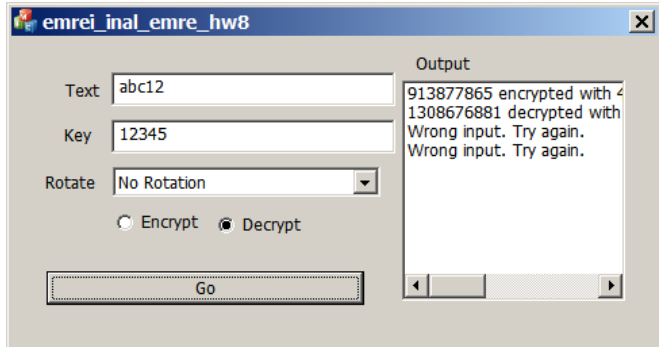 emrei_inal_emre_hw8
Output
Text abc12
Key 12345
Rotate No Rotation
Encrypt Decrypt
Go
913877865 encrypted with
1308676881 decrypted with
Wrong input. Try again.
Wrong input. Try again.